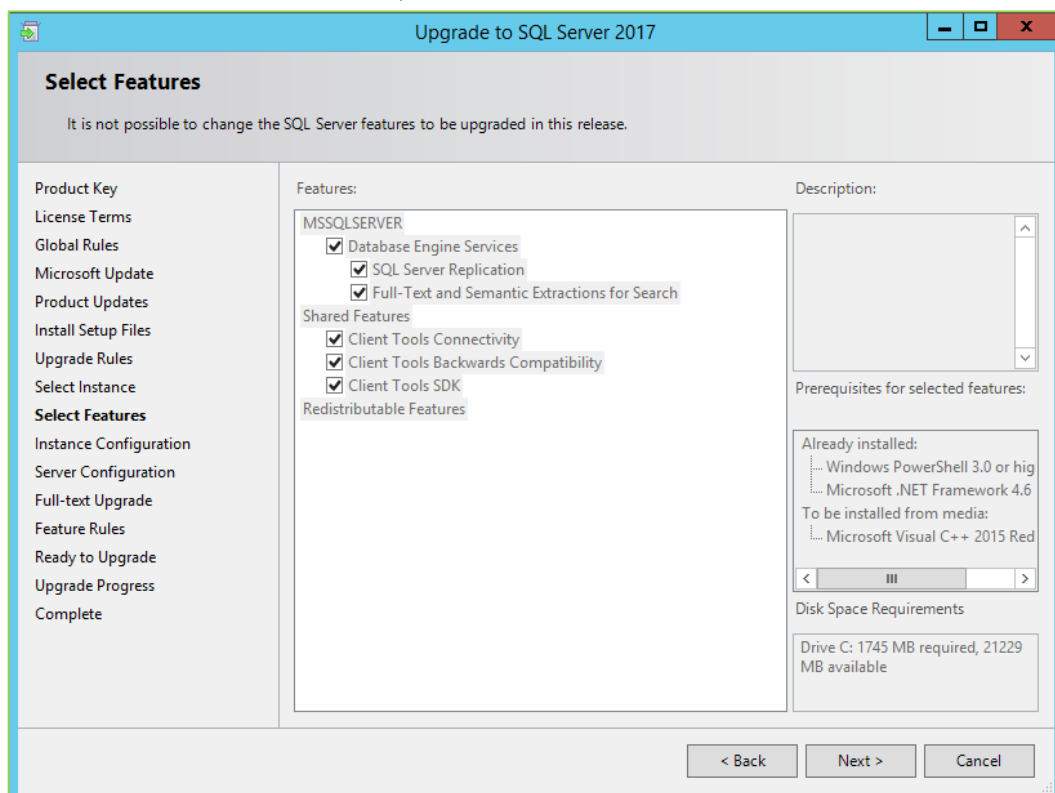 Upgrade to SQL Server 2017
Select Features
It is not possible to change the SQL Server features to be upgraded in this release.
Product Key
License Terms
Global Rules
Microsoft Update
Product Updates
Install Setup Files
Upgrade Rules
Select Instance
Select Features
Instance Configuration
Server Configuration
Full-text Upgrade
Feature Rules
Ready to Upgrade
Upgrade Progress
Complete
Features:
MSSQLSERVER
Database Engine Services
SQL Server Replication
Full-Text and Semantic Extractions for Search
Shared Features
Client Tools Connectivity
Client Tools Backwards Compatibility
Client Tools SDK
Redistributable Features
Description:
Prerequisites for selected features:
Already installed:
Windows PowerShell 3.0 or hig
Microsoft .NET Framework 4.6
To be installed from media:
Microsoft Visual C++ 2015 Red
Disk Space Requirements
Drive C: 1745 MB required, 21229
MB available
< Back
Next >
Cancel